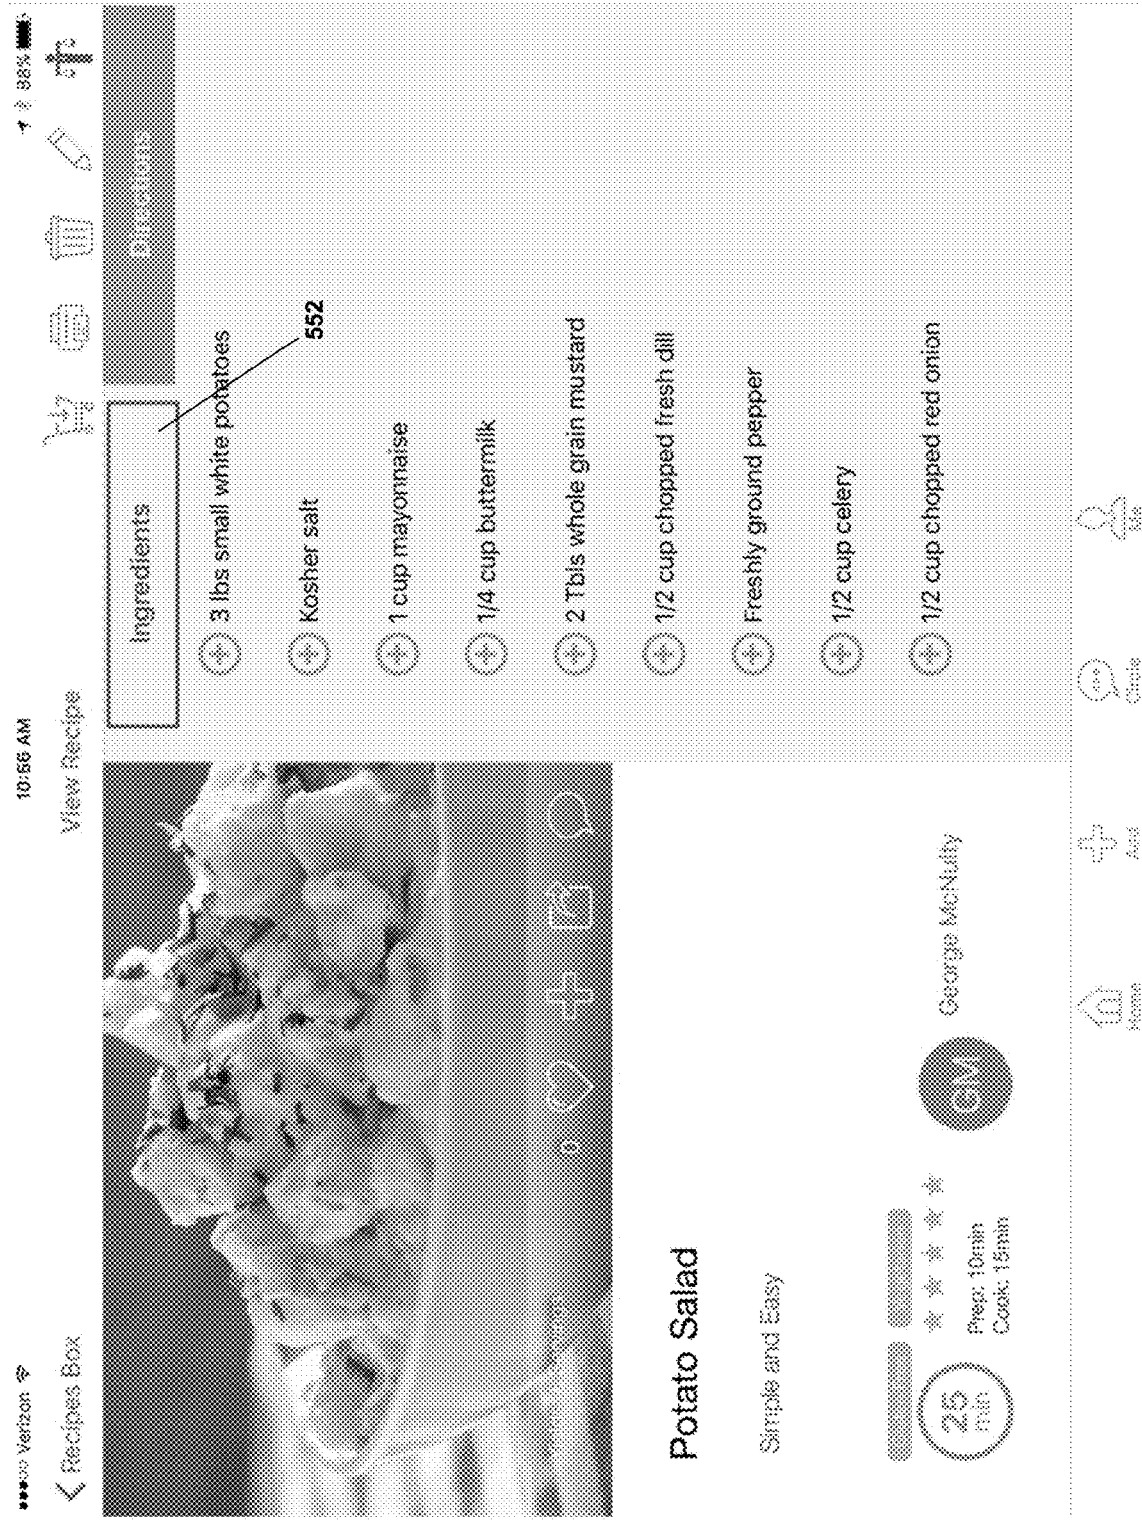 Verizon
10:56 AM
88%
Recipes Box
View Recipe
Ingredients
Directions
552
3 lbs small white potatoes
Kosher salt
1 cup mayonnaise
1/4 cup buttermilk
2 Tbls whole grain mustard
1/2 cup chopped fresh dill
Freshly ground pepper
1/2 cup celery
1/2 cup chopped red onion
0
Potato Salad
Simple and Easy
25
min
Prep: 10min
Cook: 15min
GM
George McNulty
Home
Add
Circle
Me